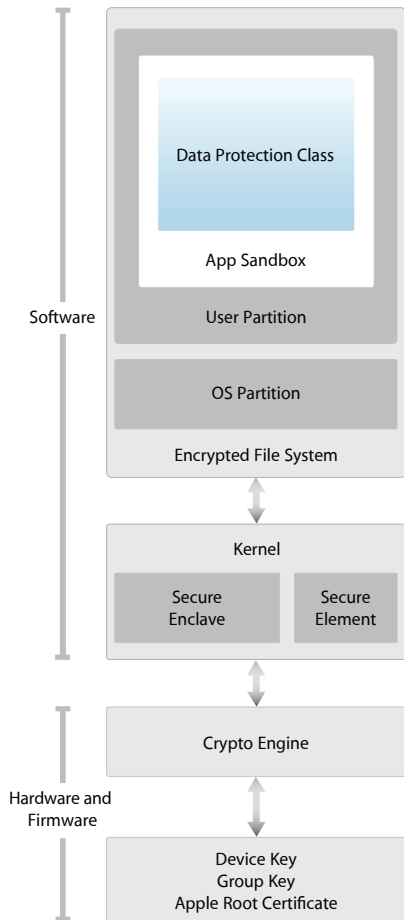 Data Protection Class
App Sandbox
User Partition
OS Partition
Encrypted File System
Software
Kernel
Secure
Enclave
Secure
Element
Crypto Engine
Hardware and
Firmware
Device Key
Group Key
Apple Root Certificate